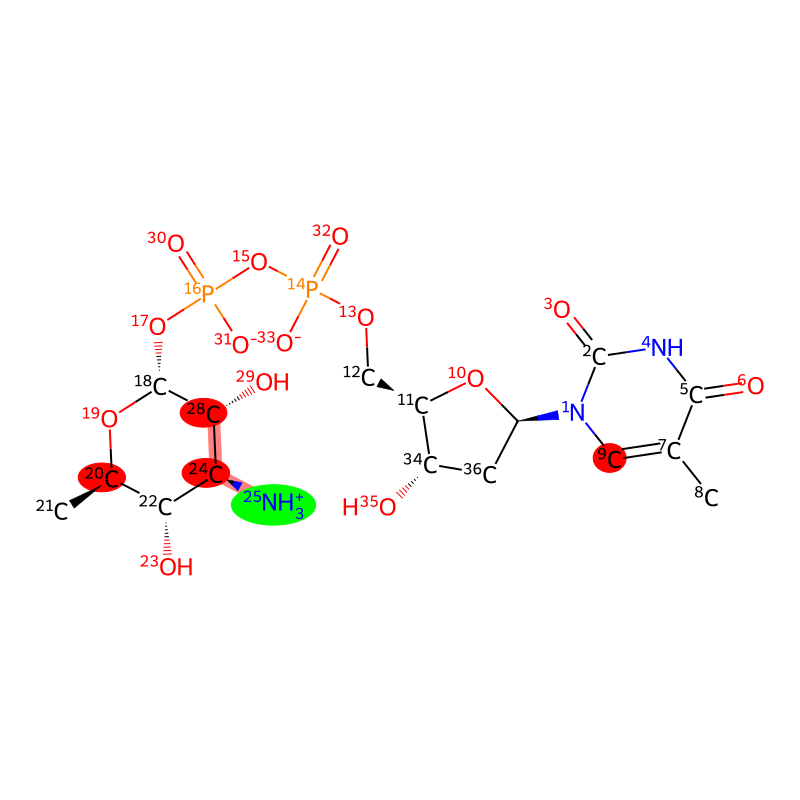 ³²O
³⁰O
¹⁵O
¹⁴P
¹⁶P
³O
¹³O
¹⁷O
³¹O⁻
³³O⁻
²C
⁴NH
¹²C
¹⁰O
²⁹OH
¹⁸C
⁶O
⁵C
¹¹C
²⁸C
¹N
¹⁹O
⁷C
⁹C
³⁴C
²⁴C
³⁶C
²⁰C
⁸C
²⁵NH₃⁺
²²C
H³⁵O
²¹C
²³OH